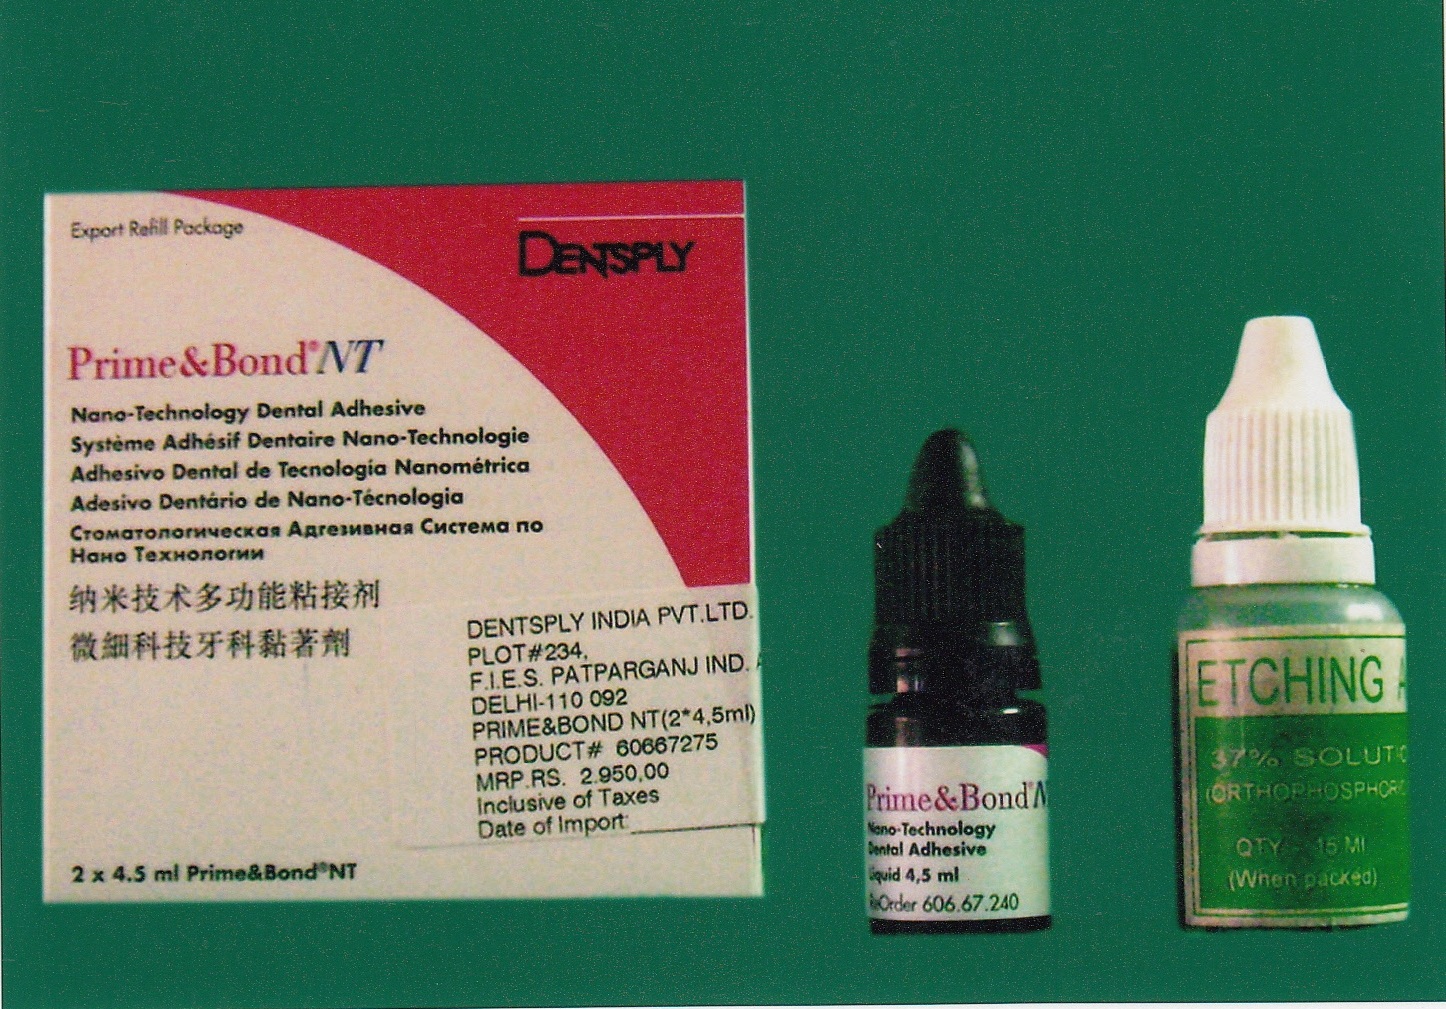 Export Refill Package
DENTSPLY
Prime&Bond®NT
Nano-Technology Dental Adhesive
Système Adhésif Dentaire Nano-Technologie
Adhesivo Dental de Tecnología Nanométrica
Adesivo Dentário de Nano-Técnologia
Стоматологическая Адгезивная Система по
Нано Технологии
纳米技术多功能粘接剂
微細科技牙科黏著劑
DENTSPLY INDIA PVT.LTD.
PLOT#234,
F.I.E.S. PATPARGANJ IND.
DELHI-110 092
PRIME&BOND NT(2*4,5ml)
PRODUCT# 60667275
MRP.RS. 2.950,00
Inclusive of Taxes
Date of Import:
2 x 4.5 ml Prime&Bond®NT
Prime&Bond®N
Nano-Technology
Dental Adhesive
Liquid 4,5 ml
ReOrder 606.67.240
ETCHING A
37% SOLUTIO
(ORTHOPHOSPHORIC
QTY - 15 Ml
(When packed)